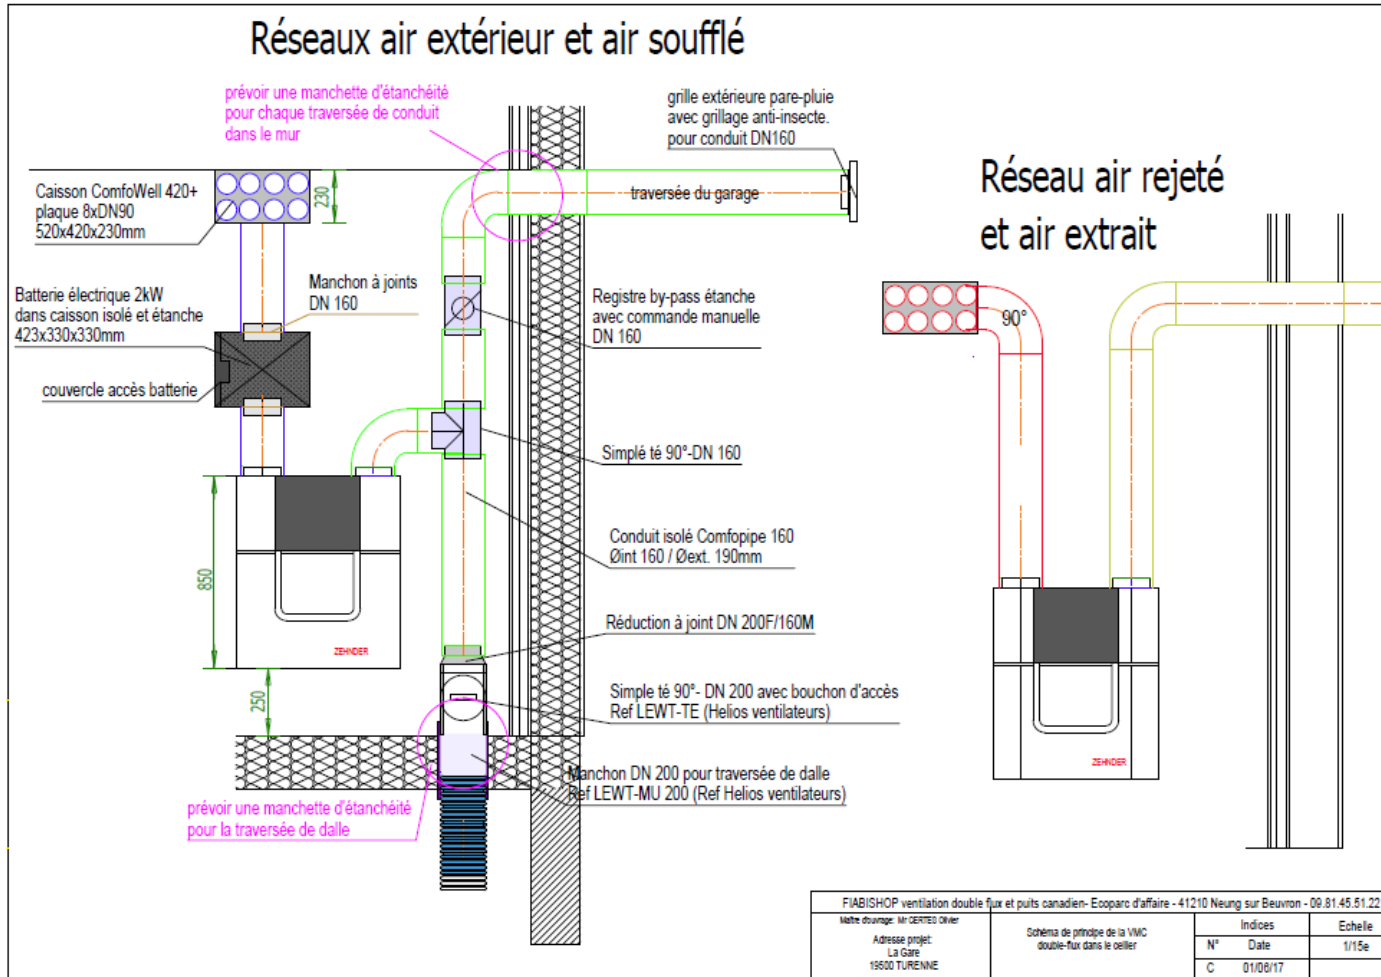 Réseaux air extérieur et air soufflé
prévoir une manchette d'étanchéité
pour chaque traversée de conduit
dans le mur
grille extérieure pare-pluie
avec grillage anti-insecte.
pour conduit DN160
Caisson ComfoWell 420+
plaque 8xDN90
520x420x230mm
230
traversée du garage
Batterie électrique 2kW
dans caisson isolé et étanche
423x330x330mm
Manchon à joints
DN 160
Registre by-pass étanche
avec commande manuelle
DN 160
couvercle accès batterie
Simplé té 90°-DN 160
Conduit isolé Comfopipe 160
Øint 160 / Øext. 190mm
850
ZEHNDER
Réduction à joint DN 200F/160M
250
Simple té 90°- DN 200 avec bouchon d'accès
Ref LEWT-TE (Helios ventilateurs)
Manchon DN 200 pour traversée de dalle
Ref LEWT-MU 200 (Ref Helios ventilateurs)
prévoir une manchette d'étanchéité
pour la traversée de dalle
Réseau air rejeté
et air extrait
90°
ZEHNDER
FIABISHOP ventilation double flux et puits canadien- Ecoparc d'affaire - 41210 Neung sur Beuvron - 09.81.45.51.22
Maître d'ouvrage: Mr CERTES Olivier
Adresse projet:
La Gare
19500 TURENNE
Schéma de principe de la VMC
double-flux dans le cellier
Indices
Echelle
N° Date
1/15e
C 01/06/17